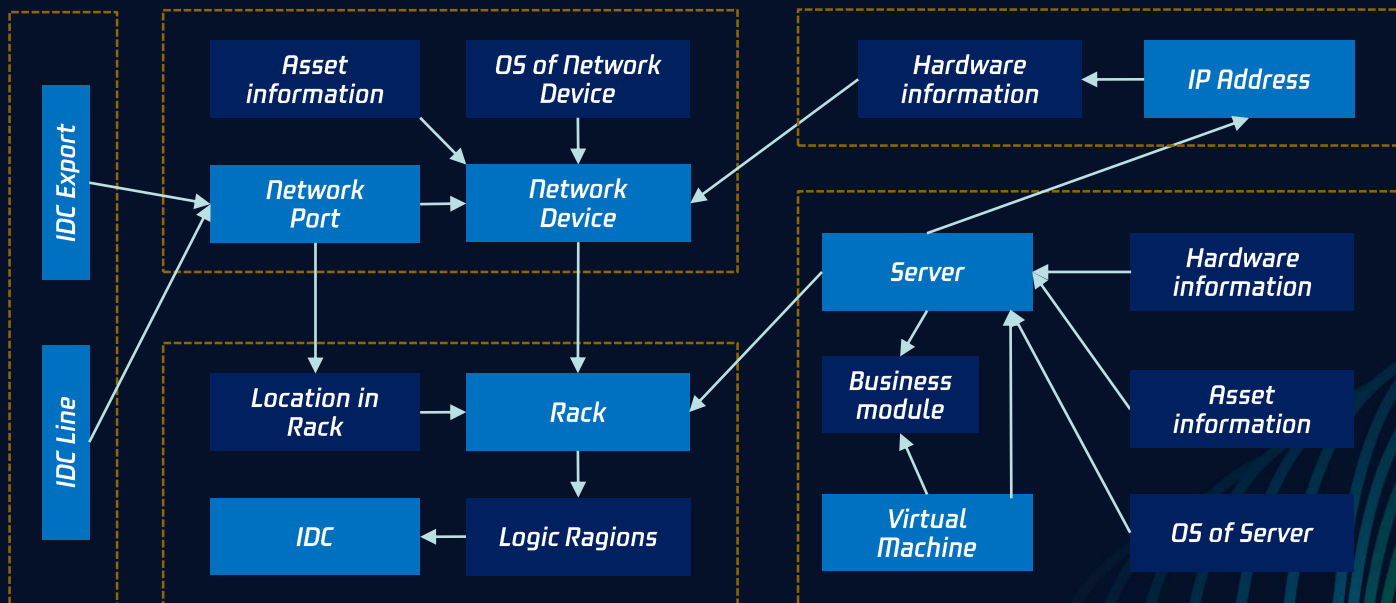 IDC Export
IDC Line
Asset
information
OS of Network
Device
Network
Port
Network
Device
Location in
Rack
Rack
IDC
Logic Ragions
Hardware
information
IP Address
Server
Hardware
information
Business
module
Asset
information
Virtual
Machine
OS of Server